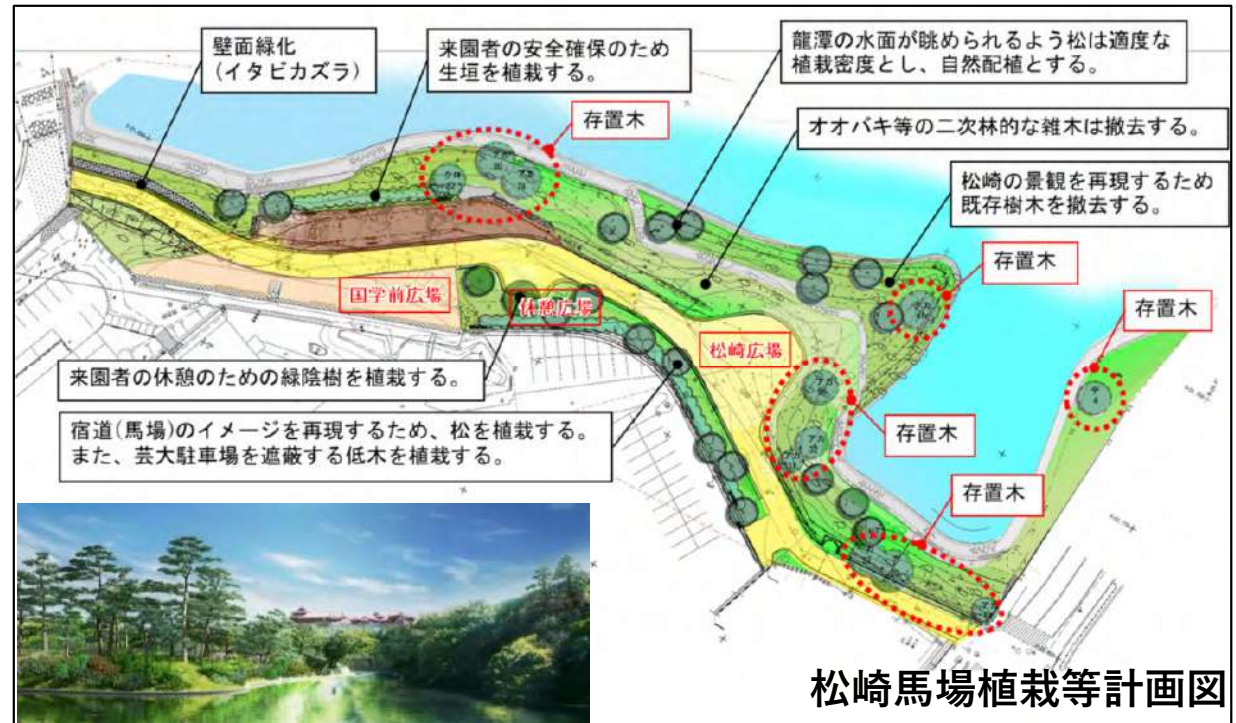 壁面緑化
(イタビカズラ)
来園者の安全確保のため
生垣を植栽する。
龍潭の水面が眺められるよう松は適度な
植栽密度とし、自然配植とする。
存置木
オオバキ等の二次林的な雑木は撤去する。
松崎の景観を再現するため
既存樹木を撤去する。
存置木
存置木
国学前広場
休憩広場
松崎広場
来園者の休憩のための緑陰樹を植栽する。
存置木
宿道(馬場)のイメージを再現するため、松を植栽する。
また、芸大駐車場を遮蔽する低木を植栽する。
存置木
松崎馬場植栽等計画図